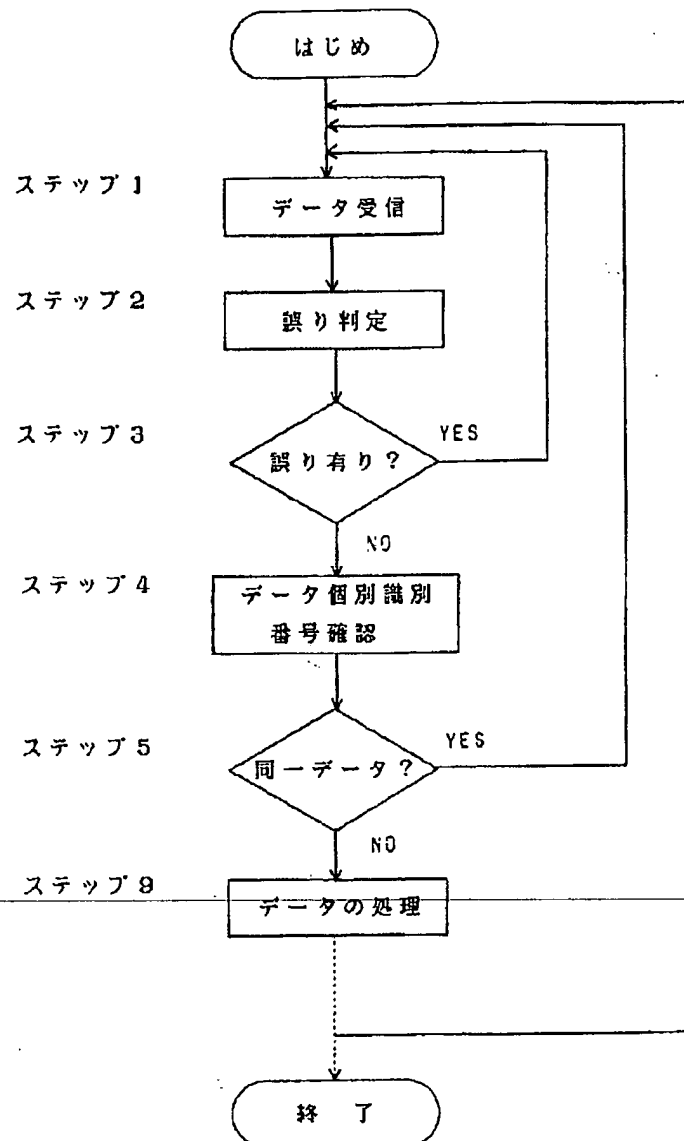 はじめ
ステップ1
データ受信
ステップ2
誤り判定
ステップ3
誤り有り?
YES
NO
ステップ4
データ個別識別
番号確認
ステップ5
同一データ?
YES
NO
ステップ9
データの処理
終 了